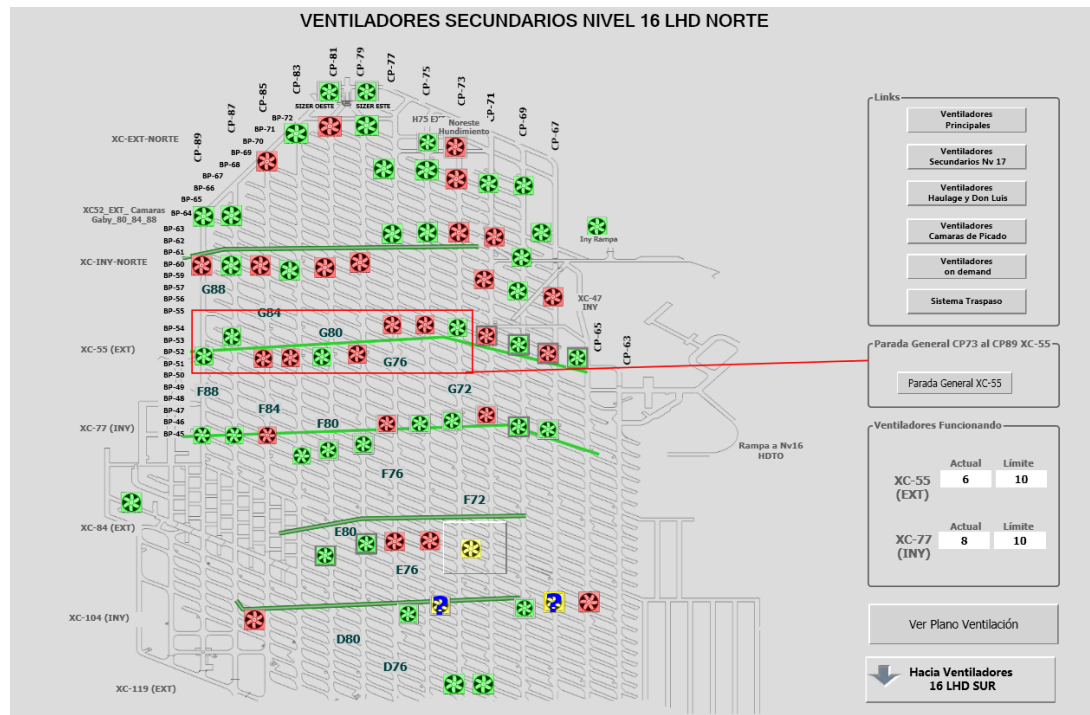 VENTILADORES SECUNDARIOS NIVEL 16 LHD NORTE
CP-89
CP-87
CP-85
CP-83
CP-81
CP-79
CP-77
CP-75
CP-73
CP-71
CP-69
CP-67
CP-65
CP-63
SIZER OESTE
SIZER ESTE
H75
Noreste
Hundimiento
XC-EXT-NORTE
BP-72
BP-71
BP-70
BP-69
BP-68
BP-67
BP-66
BP-65
BP-64
BP-63
BP-62
BP-61
BP-60
BP-59
BP-57
BP-56
BP-55
BP-54
BP-53
BP-52
BP-51
BP-50
BP-49
BP-48
BP-47
BP-46
BP-45
XC52_EXT_ Camaras
Gaby_80_84_88
XC-INY-NORTE
Iny Rampa
XC-47
INY
G88
G84
G80
G76
G72
XC-55 (EXT)
F88
F84
F80
F76
F72
XC-77 (INY)
Rampa a Nv16
HDTO
XC-84 (EXT)
E80
E76
XC-104 (INY)
D80
D76
XC-119 (EXT)
Links
Ventiladores
Principales
Ventiladores
Secundarios Nv 17
Ventiladores
Haulage y Don Luis
Ventiladores
Camaras de Picado
Ventiladores
on demand
Sistema Traspaso
Parada General CP73 al CP89 XC-55
Parada General XC-55
Ventiladores Funcionando
Actual Límite
XC-55 6 10
(EXT)
Actual Límite
XC-77 8 10
(INY)
Ver Plano Ventilación
Hacia Ventiladores
16 LHD SUR